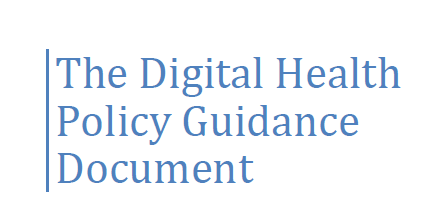 The Digital Health
Policy Guidance
Document